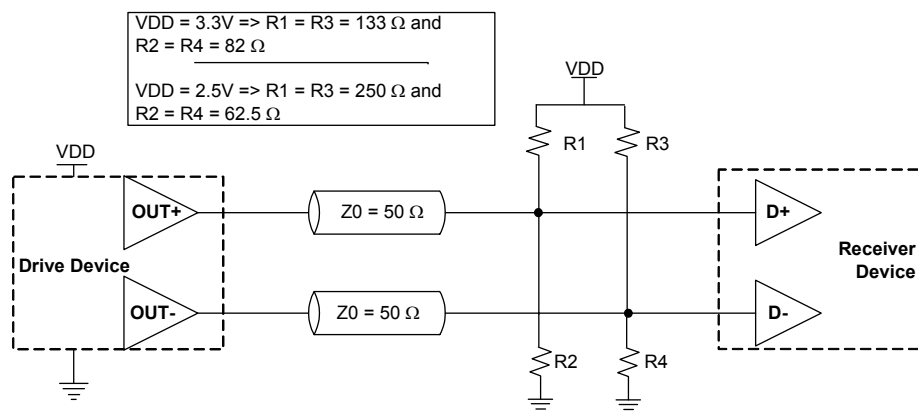 VDD = 3.3V => R1 = R3 = 133 Ω and
R2 = R4 = 82 Ω
VDD = 2.5V => R1 = R3 = 250 Ω and
R2 = R4 = 62.5 Ω
VDD
VDD
R1
R3
OUT+
Z0 = 50 Ω
D+
Drive Device
Receiver
Device
OUT-
Z0 = 50 Ω
D-
R2
R4